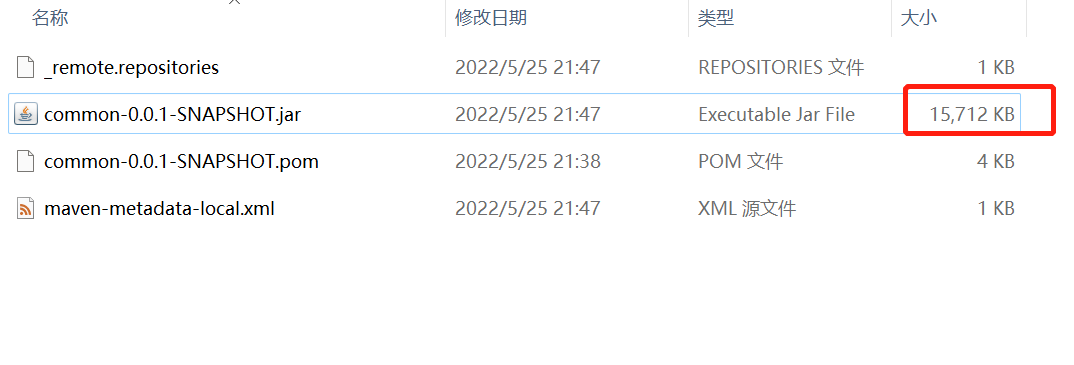 名称 修改日期 类型 大小
_remote.repositories 2022/5/25 21:47 REPOSITORIES 文件 1 KB
common-0.0.1-SNAPSHOT.jar 2022/5/25 21:47 Executable Jar File 15,712 KB
common-0.0.1-SNAPSHOT.pom 2022/5/25 21:38 POM 文件 4 KB
maven-metadata-local.xml 2022/5/25 21:47 XML 源文件 1 KB